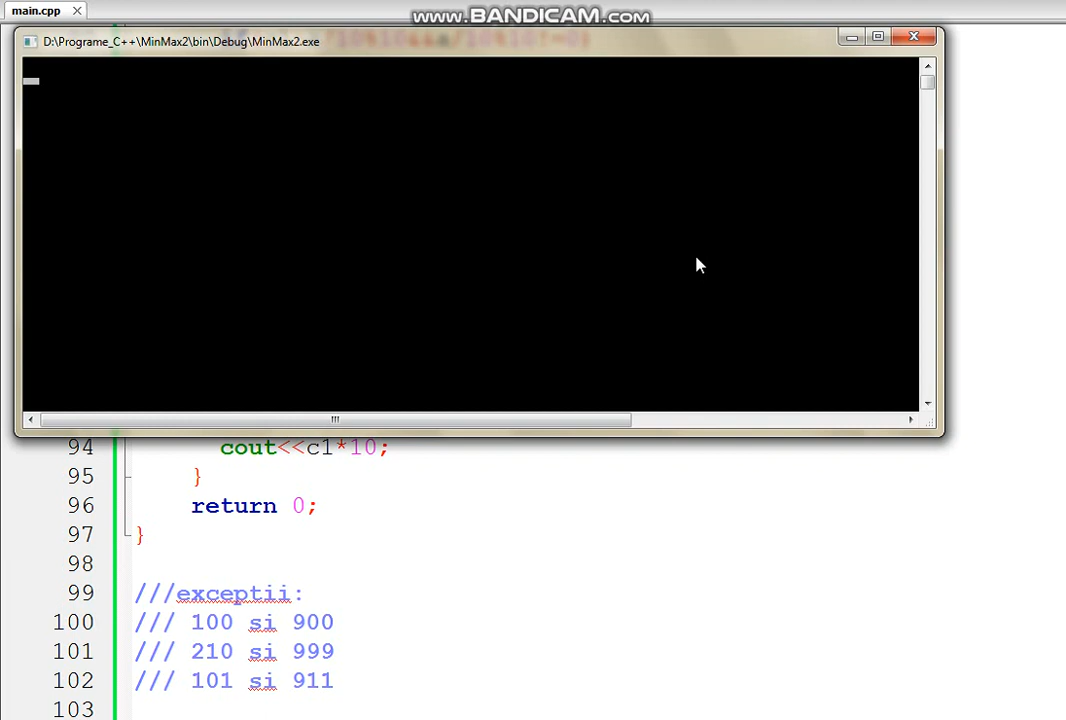 main.cpp
www.BANDICAM.com
D:\Programe_C++\MinMax2\bin\Debug\MinMax2.exe
94 cout<<c1*10;
95 }
96 return 0;
97 }
98
99 ///exceptii:
100 /// 100 si 900
101 /// 210 si 999
102 /// 101 si 911
103